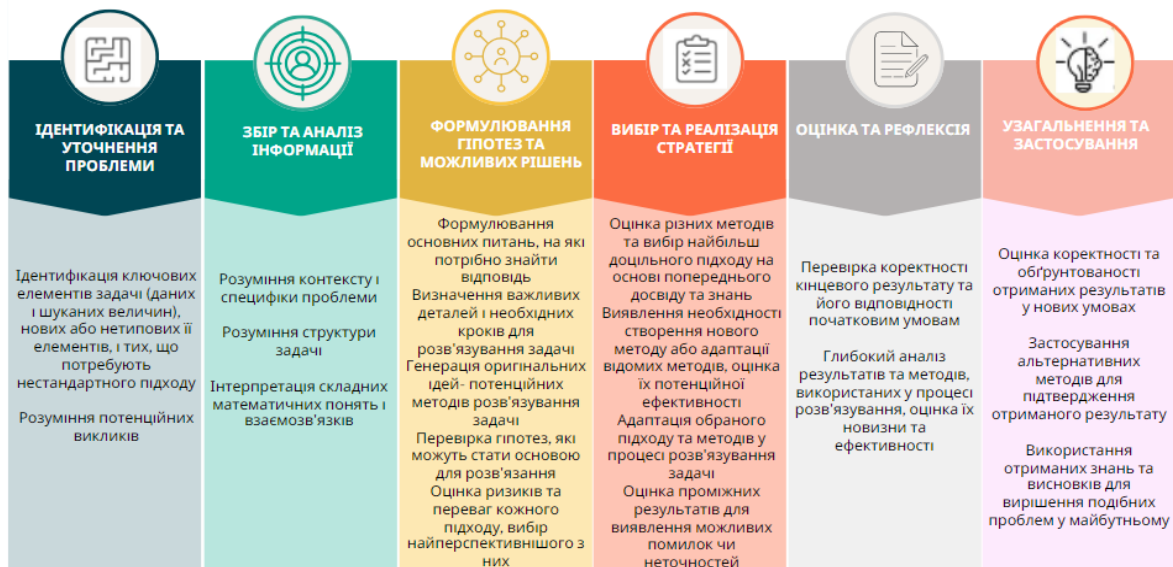 ІДЕНТИФІКАЦІЯ ТА
УТОЧНЕННЯ
ПРОБЛЕМИ
Ідентифікація ключових
елементів задачі (даних
і шуканих величин),
нових або нетипових її
елементів, і тих, що
потребують
нестандартного підходу
Розуміння потенційних
викликів
ЗБІР ТА АНАЛІЗ
ІНФОРМАЦІЇ
Розуміння контексту і
специфіки проблеми
Розуміння структури
задачі
Інтерпретація складних
математичних понять і
взаємозв'язків
ФОРМУЛЮВАННЯ
ГІПОТЕЗ ТА
МОЖЛИВИХ РІШЕНЬ
Формулювання
основних питань, на які
потрібно знайти
відповідь
Визначення важливих
деталей і необхідних
кроків для
розв'язування задачі
Генерація оригінальних
ідей- потенційних
методів розв'язування
задачі
Перевірка гіпотез, які
можуть стати основою
для розв'язання
Оцінка ризиків та
переваг кожного
підходу, вибір
найперспективнішого з
них
ВИБІР ТА РЕАЛІЗАЦІЯ
СТРАТЕГІЇ
Оцінка різних методів
та вибір найбільш
доцільного підходу на
основі попереднього
досвіду та знань
Виявлення необхідності
створення нового
методу або адаптації
відомих методів, оцінка
їх потенційної
ефективності
Адаптація обраного
підходу та методів у
процесі розв'язування
задачі
Оцінка проміжних
результатів для
виявлення можливих
помилок чи
неточностей
ОЦІНКА ТА РЕФЛЕКСІЯ
Перевірка коректності
кінцевого результату та
його відповідності
початковим умовам
Глибокий аналіз
результатів та методів,
використаних у процесі
розв'язування, оцінка їх
новизни та
ефективності
УЗАГАЛЬНЕННЯ ТА
ЗАСТОСУВАННЯ
Оцінка коректності та
обґрунтованості
отриманих результатів
у нових умовах
Застосування
альтернативних
методів для
підтвердження
отриманого результату
Використання
отриманих знань та
висновків для
вирішення подібних
проблем у майбутньому